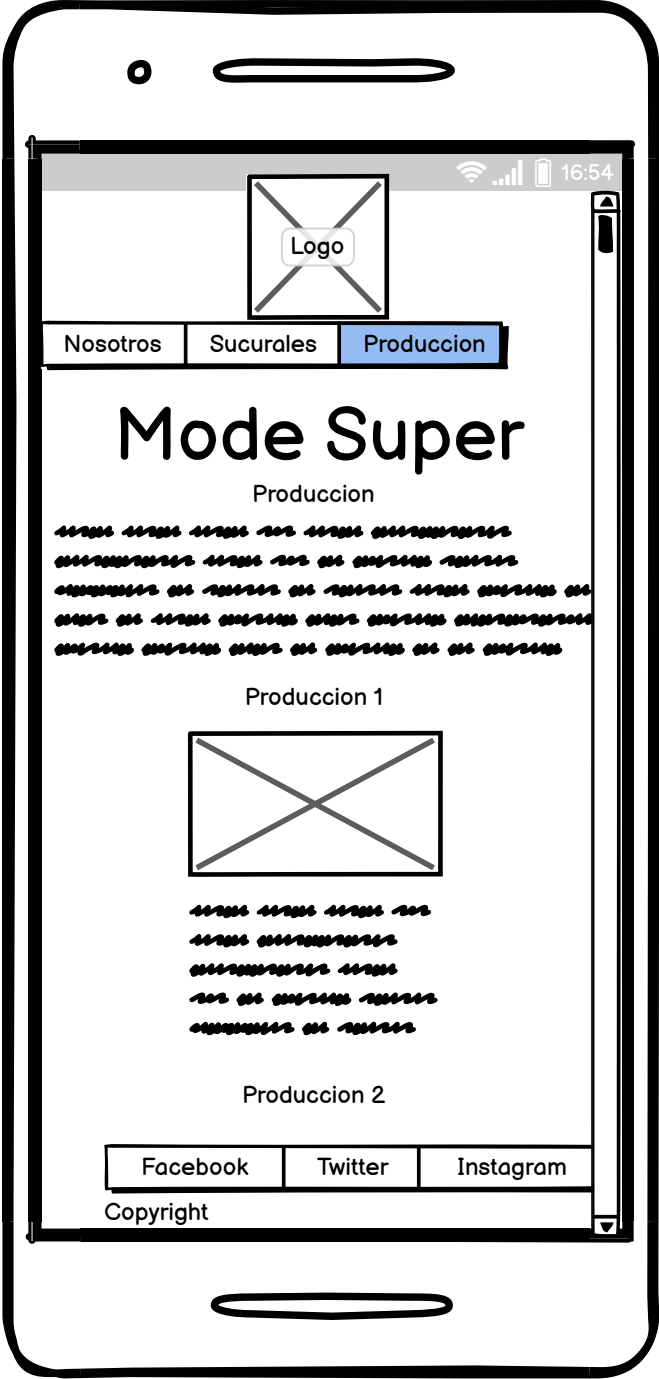 16:54
Logo
Nosotros Sucurales Produccion
Mode Super
Produccion
Produccion 1
Produccion 2
Facebook Twitter Instagram
Copyright